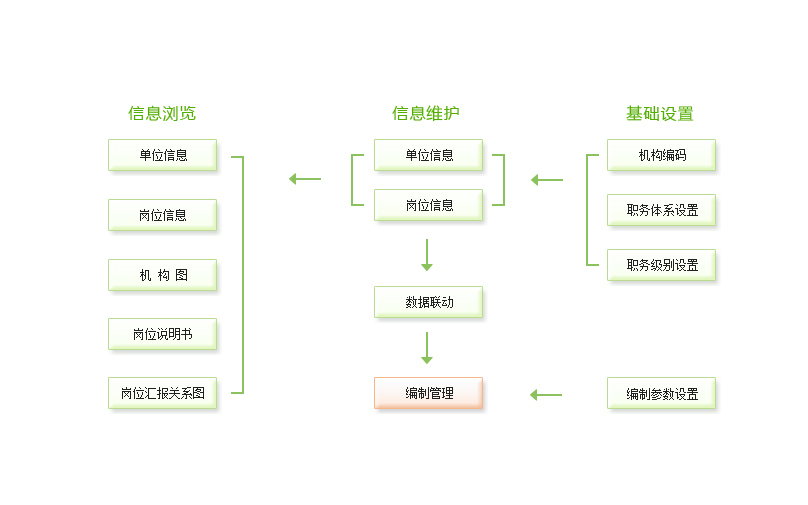 信息浏览
单位信息
岗位信息
机 构 图
岗位说明书
岗位汇报关系图
信息维护
单位信息
岗位信息
数据联动
编制管理
基础设置
机构编码
职务体系设置
职务级别设置
编制参数设置